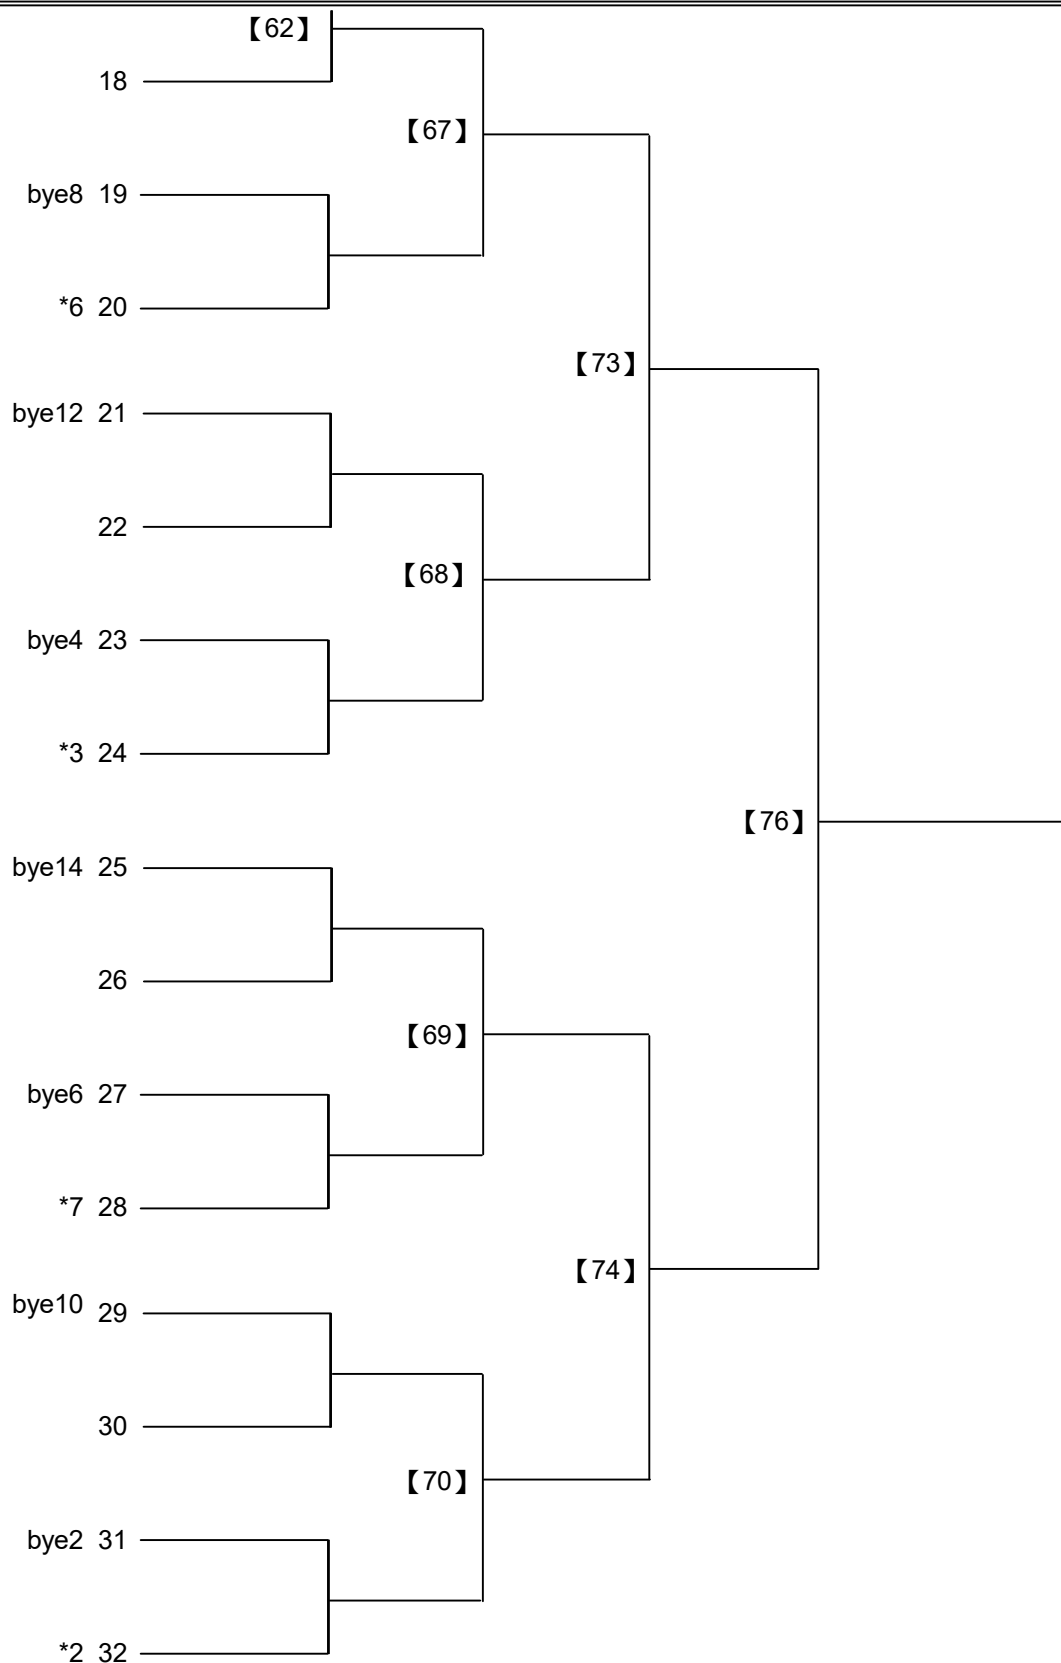 【62】
18
【67】
bye8 19
*6 20
【73】
bye12 21
22
【68】
bye4 23
*3 24
【76】
bye14 25
26
【69】
bye6 27
*7 28
【74】
bye10 29
30
【70】
bye2 31
*2 32